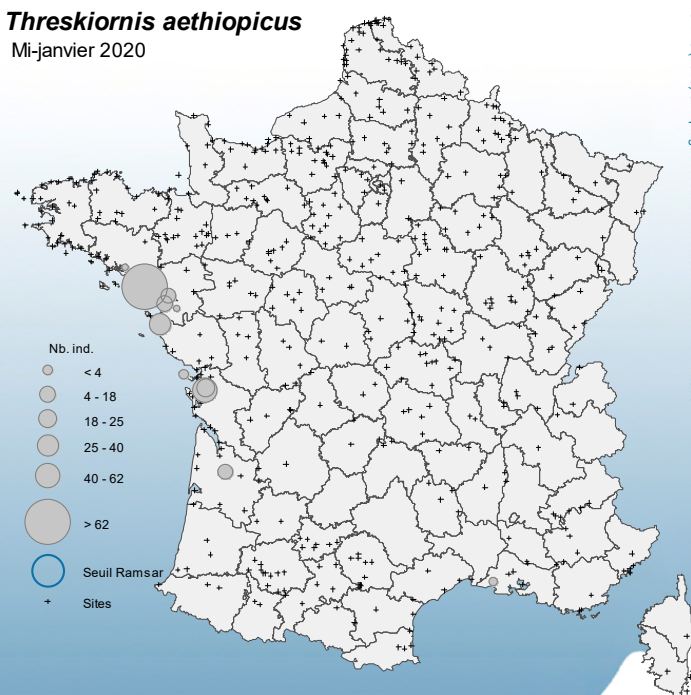 Threskiornis aethiopicus
Mi-janvier 2020
Nb. ind.
< 4
4 - 18
18 - 25
25 - 40
40 - 62
> 62
Seuil Ramsar
Sites